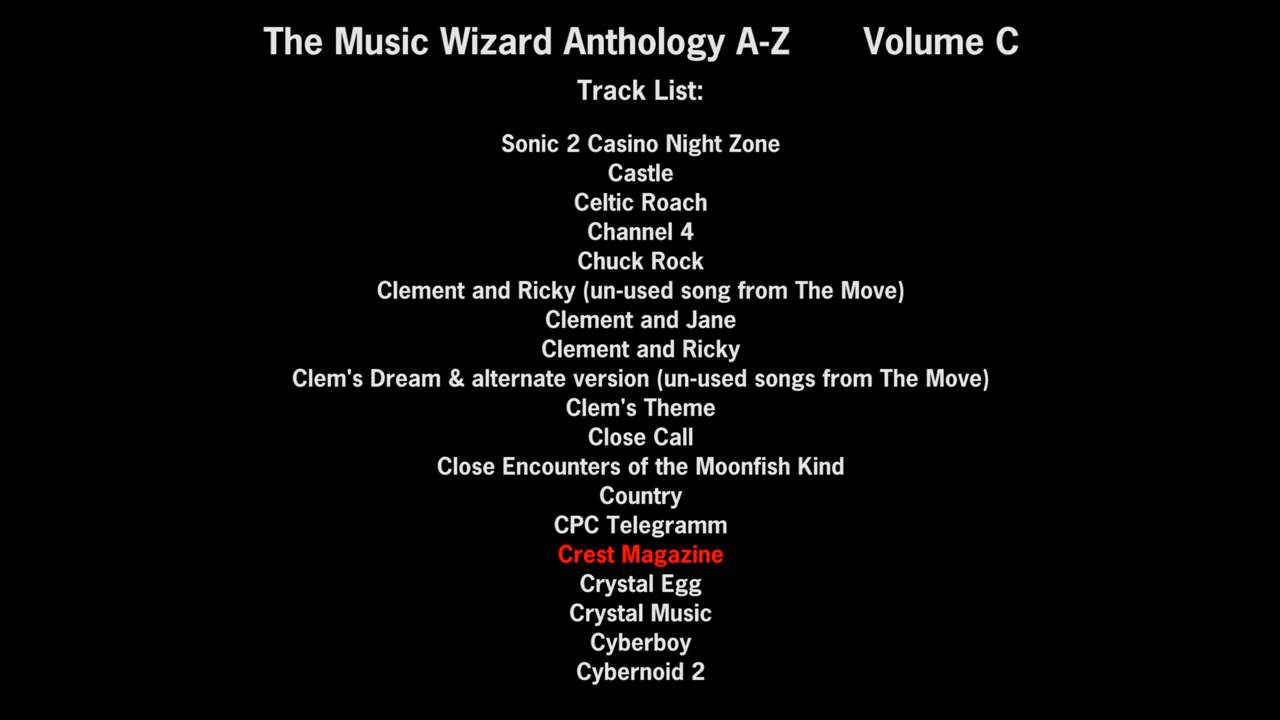 The Music Wizard Anthology A-Z Volume C
Track List:
Sonic 2 Casino Night Zone
Castle
Celtic Roach
Channel 4
Chuck Rock
Clement and Ricky (un-used song from The Move)
Clement and Jane
Clement and Ricky
Clem's Dream & alternate version (un-used songs from The Move)
Clem's Theme
Close Call
Close Encounters of the Moonfish Kind
Country
CPC Telegramm
Crest Magazine
Crystal Egg
Crystal Music
Cyberboy
Cybernoid 2